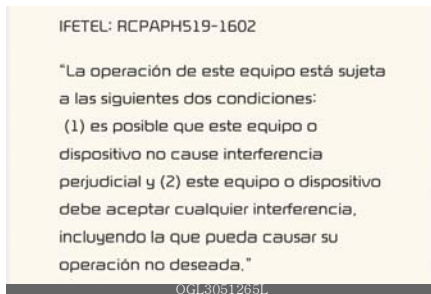 IFETEL: RCPAPH519-1602
"La operación de este equipo está sujeta
a las siguientes dos condiciones:
(1) es posible que este equipo o
dispositivo no cause interferencia
perjudicial y (2) este equipo o dispositivo
debe aceptar cualquier interferencia,
incluyendo la que pueda causar su
operación no deseada."
OGL3051265L